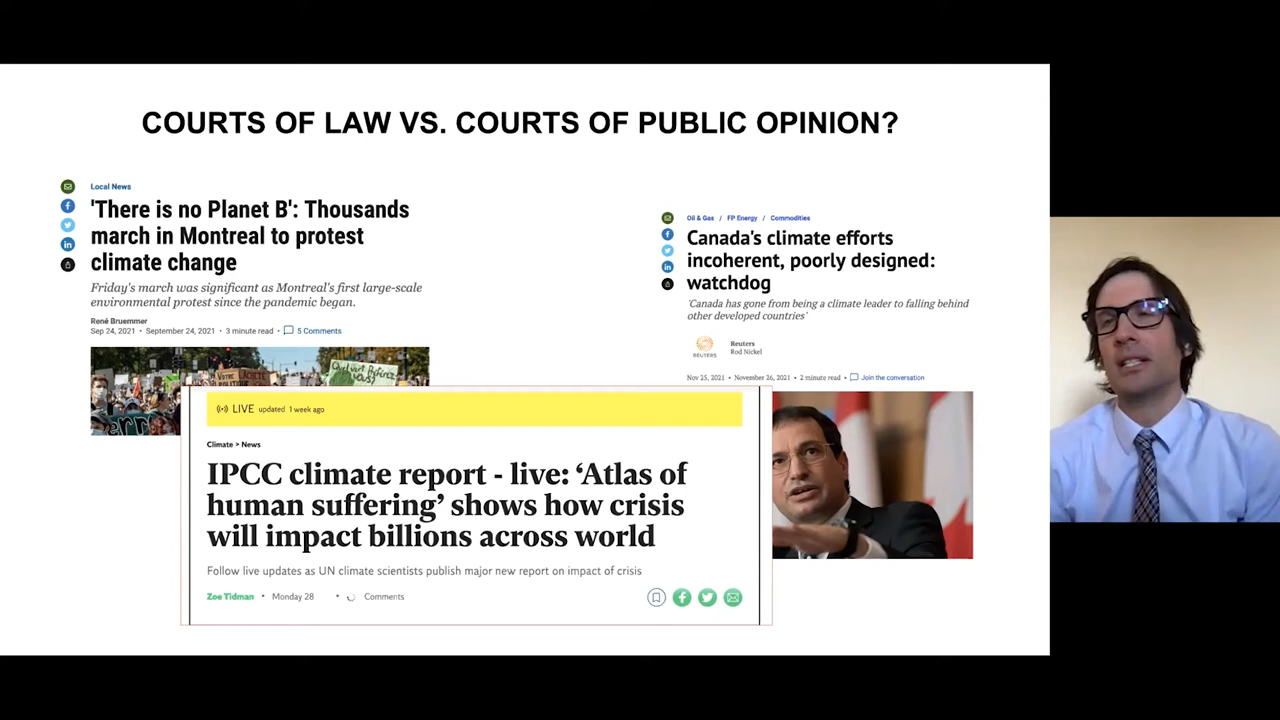 COURTS OF LAW VS. COURTS OF PUBLIC OPINION?
Local News
'There is no Planet B': Thousands
march in Montreal to protest
climate change
Friday's march was significant as Montreal's first large-scale
environmental protest since the pandemic began.
René Bruemmer
Sep 24, 2021 • September 24, 2021 • 3 minute read • 5 Comments
Oil & Gas / FP Energy / Commodities
Canada's climate efforts
incoherent, poorly designed:
watchdog
'Canada has gone from being a climate leader to falling behind
other developed countries'
REUTERS
Reuters
Rod Nickel
Nov 25, 2021 • November 26, 2021 • 2 minute read • Join the conversation
LIVE updated 1 week ago
Climate > News
IPCC climate report - live: ‘Atlas of
human suffering’ shows how crisis
will impact billions across world
Follow live updates as UN climate scientists publish major new report on impact of crisis
Zoe Tidman • Monday 28 • Comments